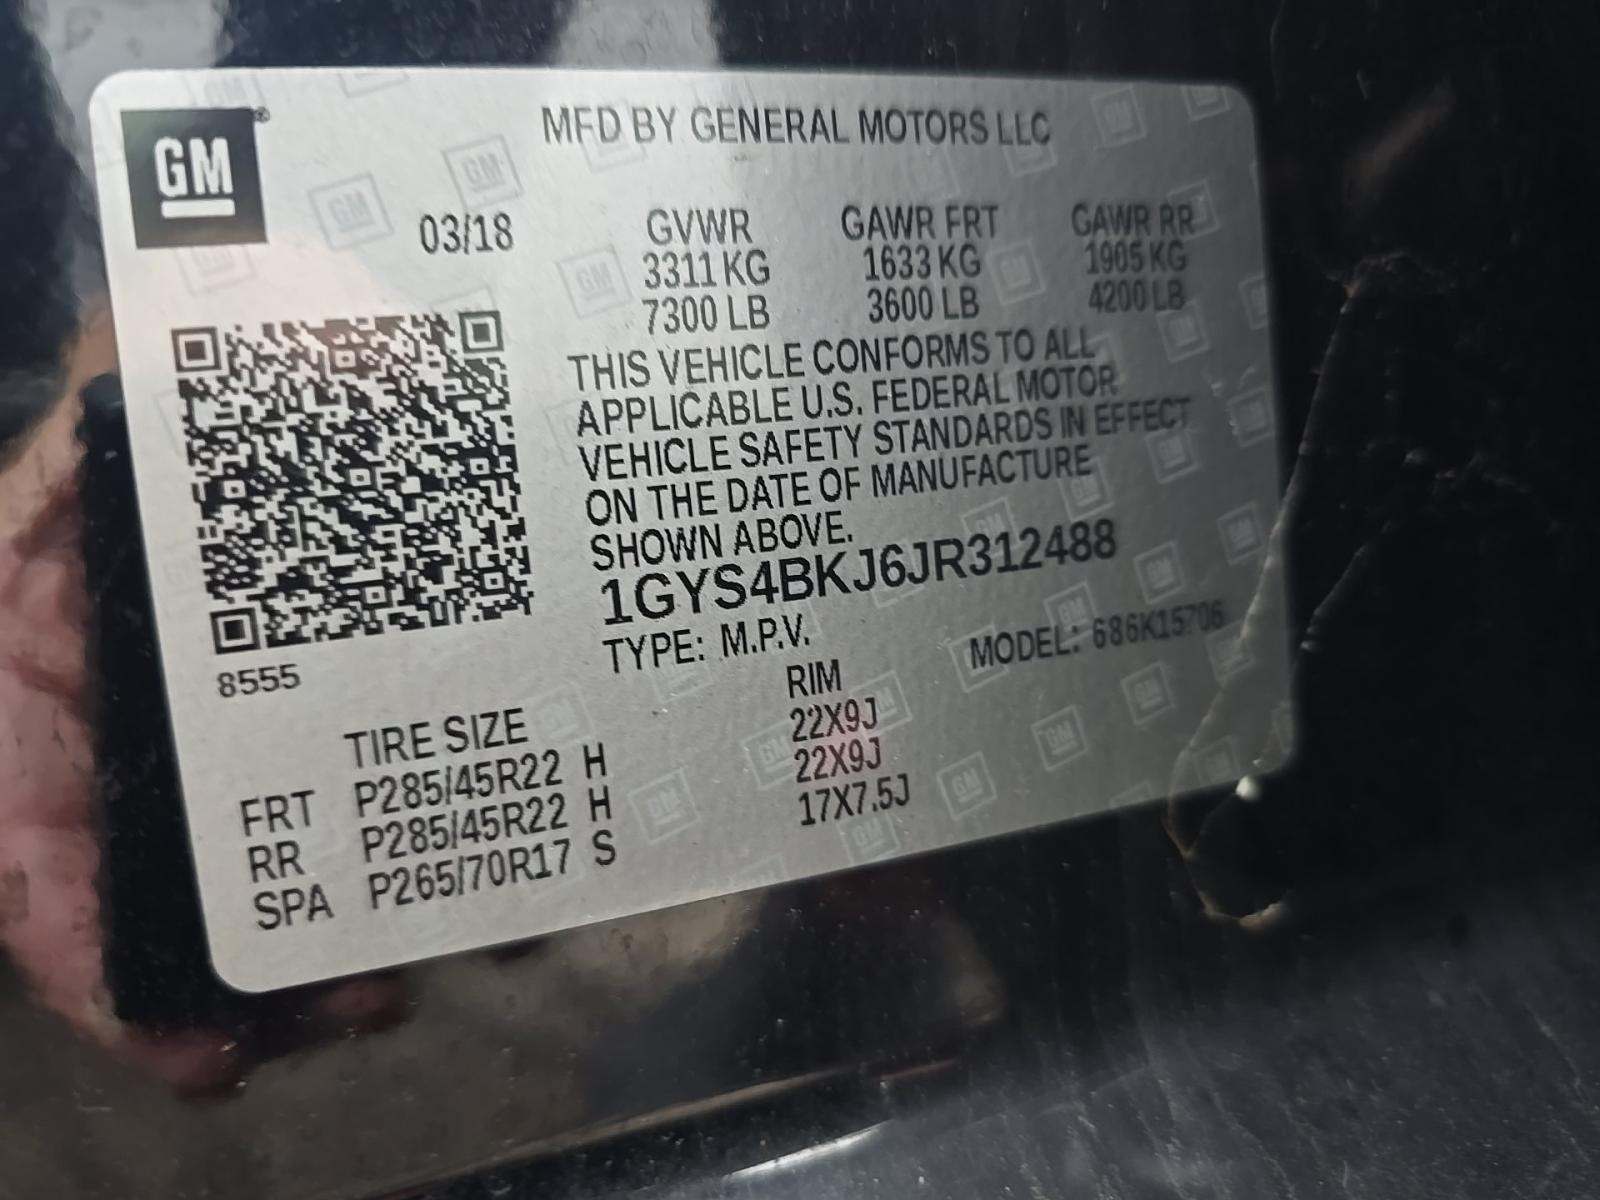 GM®
MFD BY GENERAL MOTORS LLC
03/18
GVWR GAWR FRT GAWR RR
3311 KG 1633 KG 1905 KG
7300 LB 3600 LB 4200 LB
THIS VEHICLE CONFORMS TO ALL
APPLICABLE U.S. FEDERAL MOTOR
VEHICLE SAFETY STANDARDS IN EFFECT
ON THE DATE OF MANUFACTURE
SHOWN ABOVE.
1GYS4BKJ6JR312488
TYPE: M.P.V. MODEL: 686K15706
8555
TIRE SIZE RIM
FRT P285/45R22 H 22X9J
RR P285/45R22 H 22X9J
SPA P265/70R17 S 17X7.5J